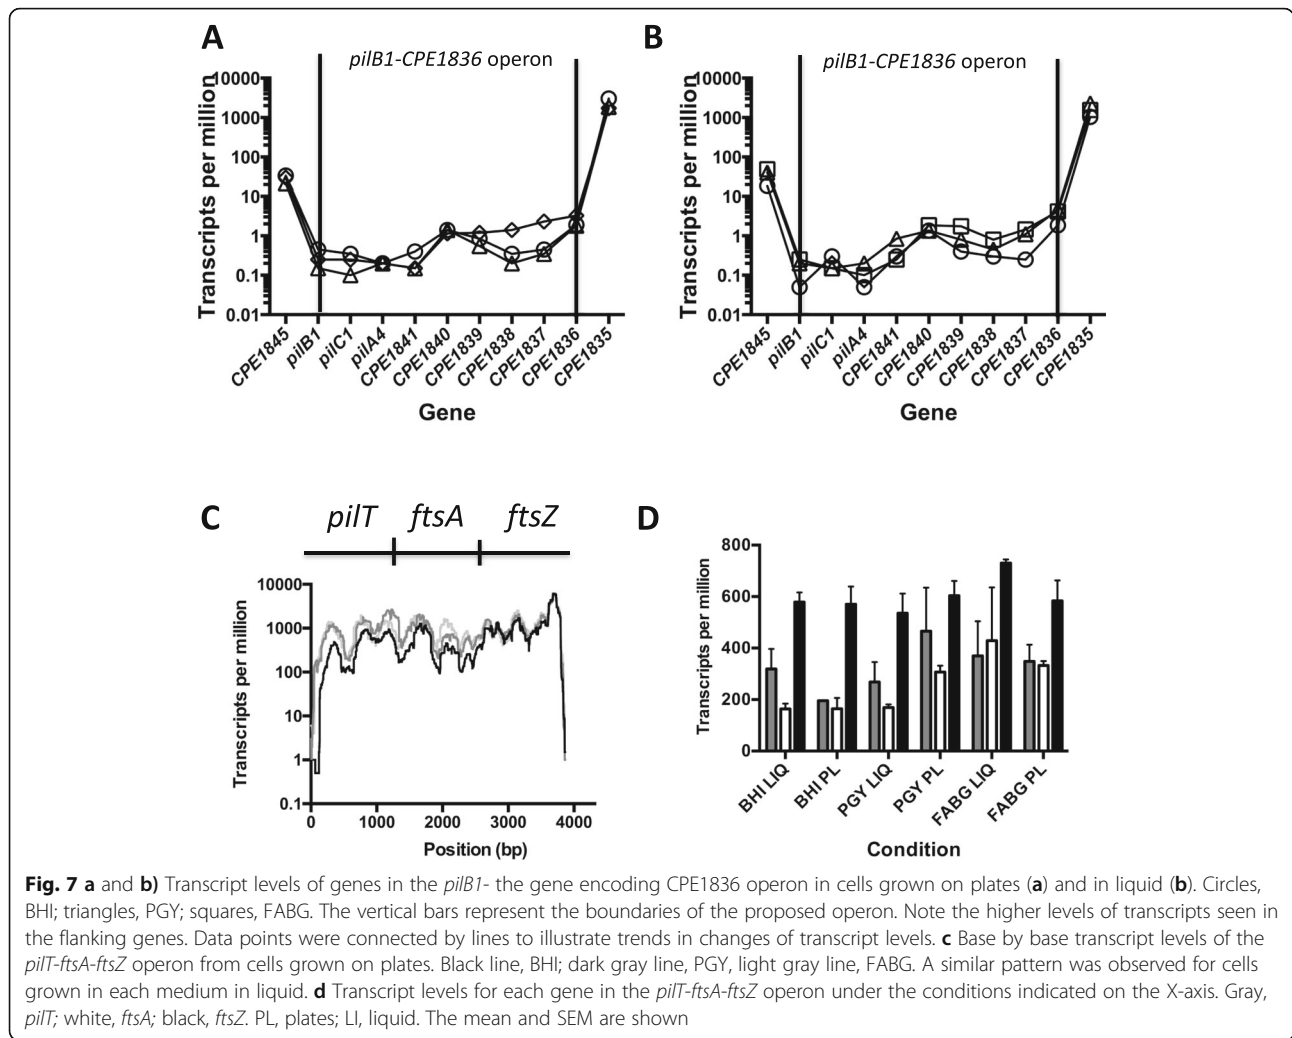 A
pilB1-CPE1836 operon
Transcripts per million
10000
1000
100
10
1
0.1
0.01
CPE1845
pilB1
pilC1
pilA4
CPE1841
CPE1840
CPE1839
CPE1838
CPE1837
CPE1836
CPE1835
Gene
B
pilB1-CPE1836 operon
Transcripts per million
10000
1000
100
10
1
0.1
0.01
CPE1845
pilB1
pilC1
pilA4
CPE1841
CPE1840
CPE1839
CPE1838
CPE1837
CPE1836
CPE1835
Gene
C
pilT ftsA ftsZ
Transcripts per million
10000
1000
100
10
1
0.1
0 1000 2000 3000 4000
Position (bp)
D
Transcripts per million
800
600
400
200
0
BHI LIQ
BHI PL
PGY LIQ
PGY PL
FABG LIQ
FABG PL
Condition
Fig. 7 a and b) Transcript levels of genes in the pilB1- the gene encoding CPE1836 operon in cells grown on plates (a) and in liquid (b). Circles,
BHI; triangles, PGY; squares, FABG. The vertical bars represent the boundaries of the proposed operon. Note the higher levels of transcripts seen in
the flanking genes. Data points were connected by lines to illustrate trends in changes of transcript levels. c Base by base transcript levels of the
pilT-ftsA-ftsZ operon from cells grown on plates. Black line, BHI; dark gray line, PGY, light gray line, FABG. A similar pattern was observed for cells
grown in each medium in liquid. d Transcript levels for each gene in the pilT-ftsA-ftsZ operon under the conditions indicated on the X-axis. Gray,
pilT; white, ftsA; black, ftsZ. PL, plates; LI, liquid. The mean and SEM are shown